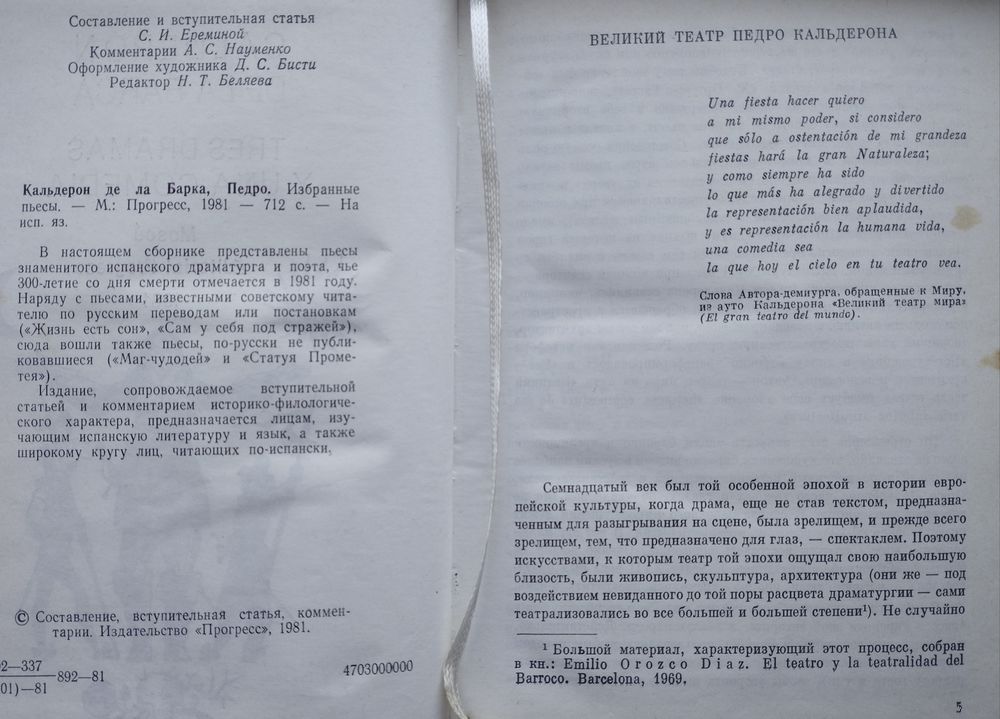 Составление и вступительная статья
С. И. Ереминой
Комментарии А. С. Науменко
Оформление художника Д. С. Бисти
Редактор Н. Т. Беляева
Кальдерон де ла Барка, Педро. Избранные
пьесы. — М.: Прогресс, 1981 — 712 с. — На
исп. яз.
В настоящем сборнике представлены пьесы
знаменитого испанского драматурга и поэта, чье
300-летие со дня смерти отмечается в 1981 году.
Наряду с пьесами, известными советскому чита-
телю по русским переводам или постановкам
(«Жизнь есть сон», «Сам у себя под стражей»),
сюда вошли также пьесы, по-русски не публи-
ковавшиеся («Маг-чудодей» и «Статуя Проме-
тея»).
Издание, сопровождаемое вступительной
статьей и комментарием историко-филологиче-
ского характера, предназначается лицам, изу-
чающим испанскую литературу и язык, а также
широкому кругу лиц, читающих по-испански.
© Составление, вступительная статья, коммен-
тарии. Издательство «Прогресс», 1981.
2—337
01)—81
892—81
4703000000
ВЕЛИКИЙ ТЕАТР ПЕДРО КАЛЬДЕРОНА
Una fiesta hacer quiero
a mi mismo poder, si considero
que sólo a ostentación de mi grandeza
fiestas hará la gran Naturaleza;
y como siempre ha sido
lo que más ha alegrado y divertido
la representación bien aplaudida,
y es representación la humana vida,
una comedia sea
la que hoy el cielo en tu teatro vea.
Слова Автора-демиурга, обращенные к Миру,
из ауто Кальдерона «Великий театр мира»
(El gran teatro del mundo).
Семнадцатый век был той особенной эпохой в истории евро-
пейской культуры, когда драма, еще не став текстом, предназна-
ченным для разыгрывания на сцене, была зрелищем, и прежде всего
зрелищем, тем, что предназначено для глаз, — спектаклем. Поэтому
искусствами, к которым театр той эпохи ощущал свою наибольшую
близость, были живопись, скульптура, архитектура (они же — под
воздействием невиданного до той поры расцвета драматургии — сами
театрализовались во все большей и большей степени¹). Не случайно
¹ Большой материал, характеризующий этот процесс, собран
в кн.: Emilio Orozco Diaz. El teatro y la teatralidad del
Barroco. Barcelona, 1969.
5